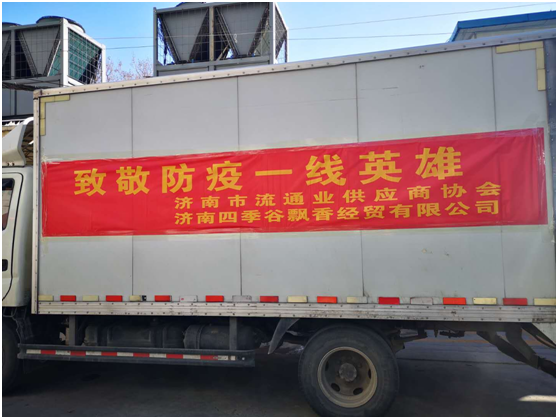 致敬防疫一线英雄
济南市流通业供应商协会
济南四季谷飘香经贸有限公司